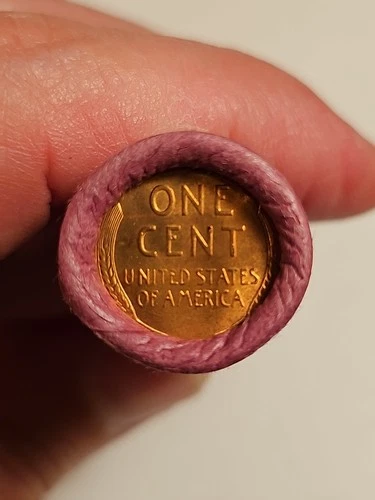 ONE
CENT
UNITED STATES
OF AMERICA